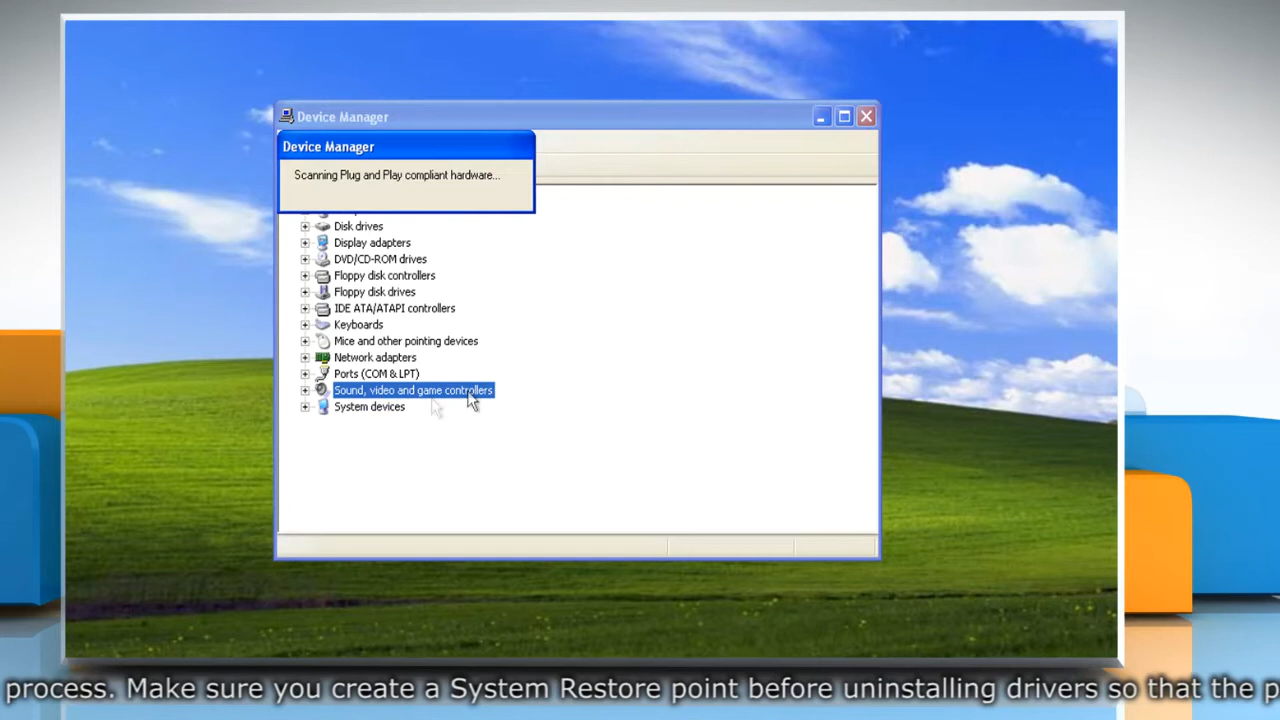 Device Manager
Device Manager
Scanning Plug and Play compliant hardware...
Disk drives
Display adapters
DVD/CD-ROM drives
Floppy disk controllers
Floppy disk drives
IDE ATA/ATAPI controllers
Keyboards
Mice and other pointing devices
Network adapters
Ports (COM & LPT)
Sound, video and game controllers
System devices
process. Make sure you create a System Restore point before uninstalling drivers so that the p